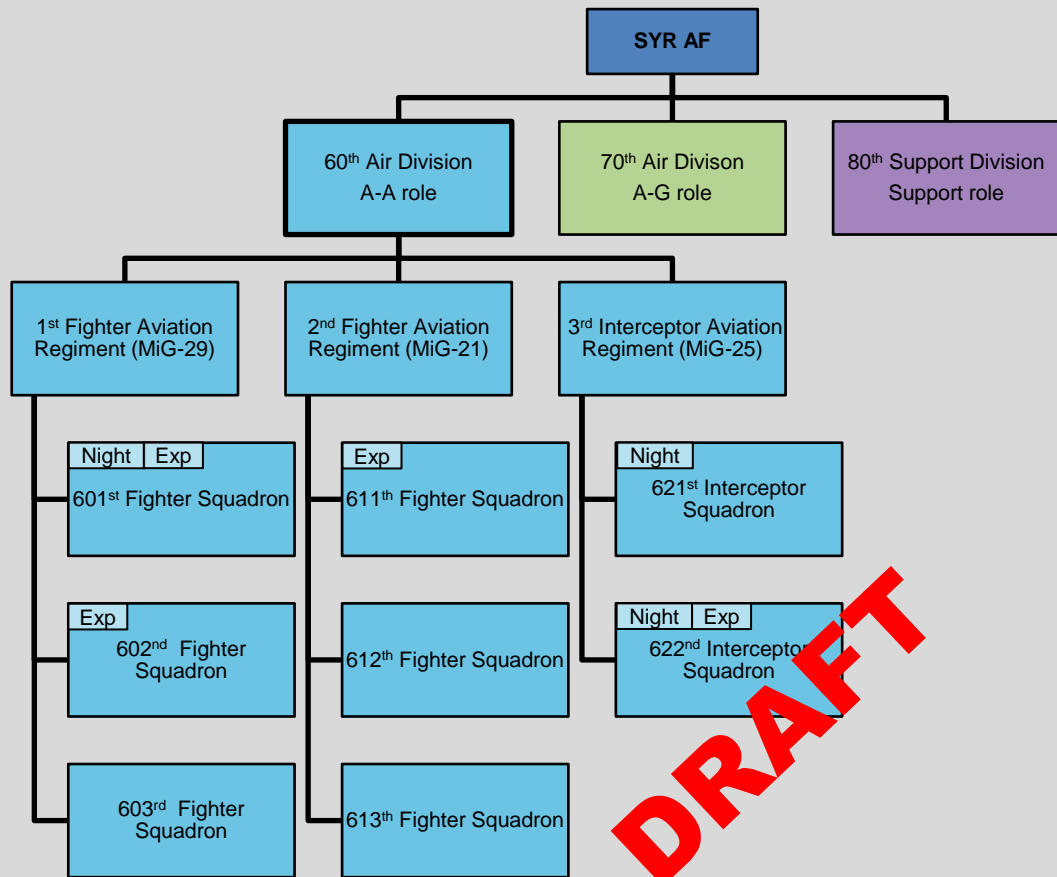 SYR AF
60th Air Division
A-A role
70th Air Divison
A-G role
80th Support Division
Support role
1st Fighter Aviation
Regiment (MiG-29)
2nd Fighter Aviation
Regiment (MiG-21)
3rd Interceptor Aviation
Regiment (MiG-25)
Night Exp
601st Fighter Squadron
Exp
611th Fighter Squadron
Night
621st Interceptor
Squadron
Exp
602nd Fighter
Squadron
612th Fighter Squadron
Night Exp
622nd Interceptor
Squadron
603rd Fighter
Squadron
613th Fighter Squadron
DRAFT